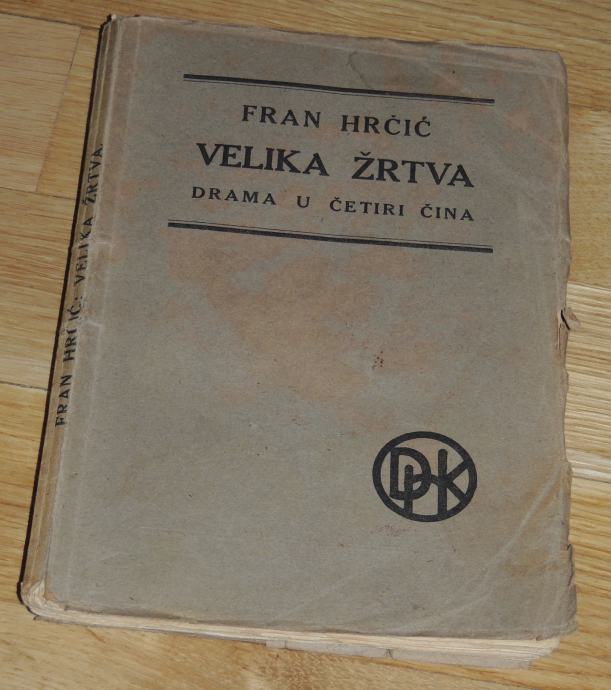 FRAN HRČIĆ
VELIKA ŽRTVA
DRAMA U ČETIRI ČINA
DHK
FRAN HRČIĆ: VELIKA ŽRTVA